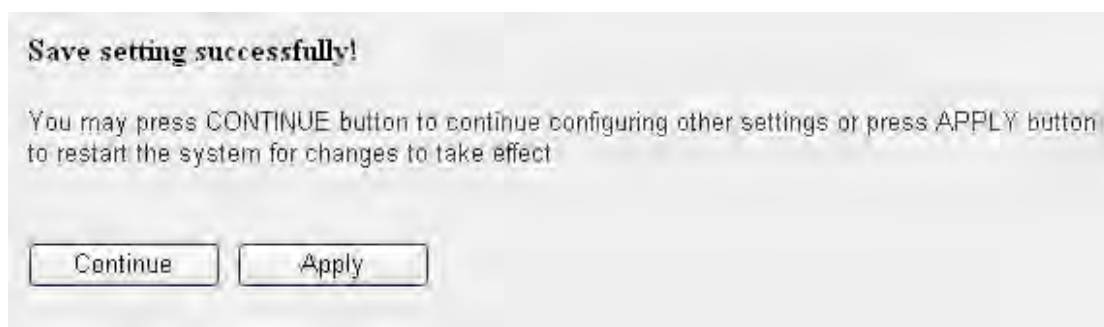 Save setting successfully!
You may press CONTINUE button to continue configuring other settings or press APPLY button
to restart the system for changes to take effect
Continue
Apply